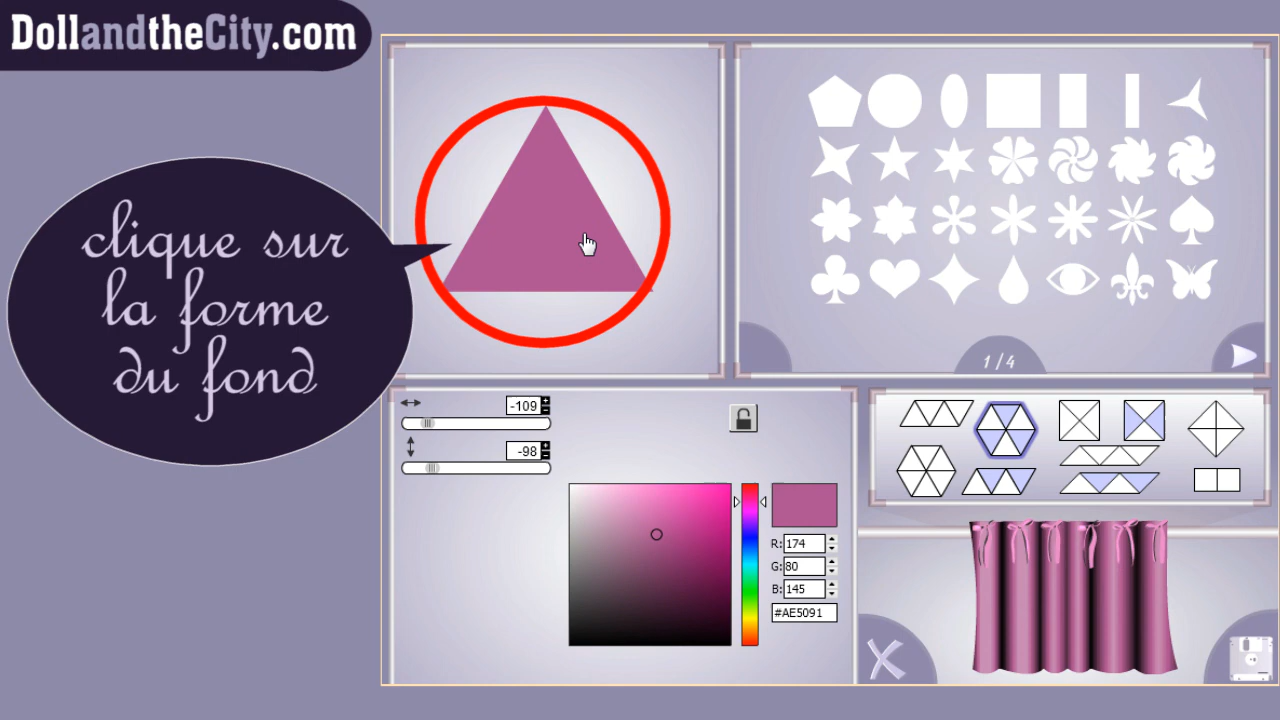 DollandtheCity.com
clique sur
la forme
du fond
1/4
-109
-98
R: 174
G: 80
B: 145
#AE5091